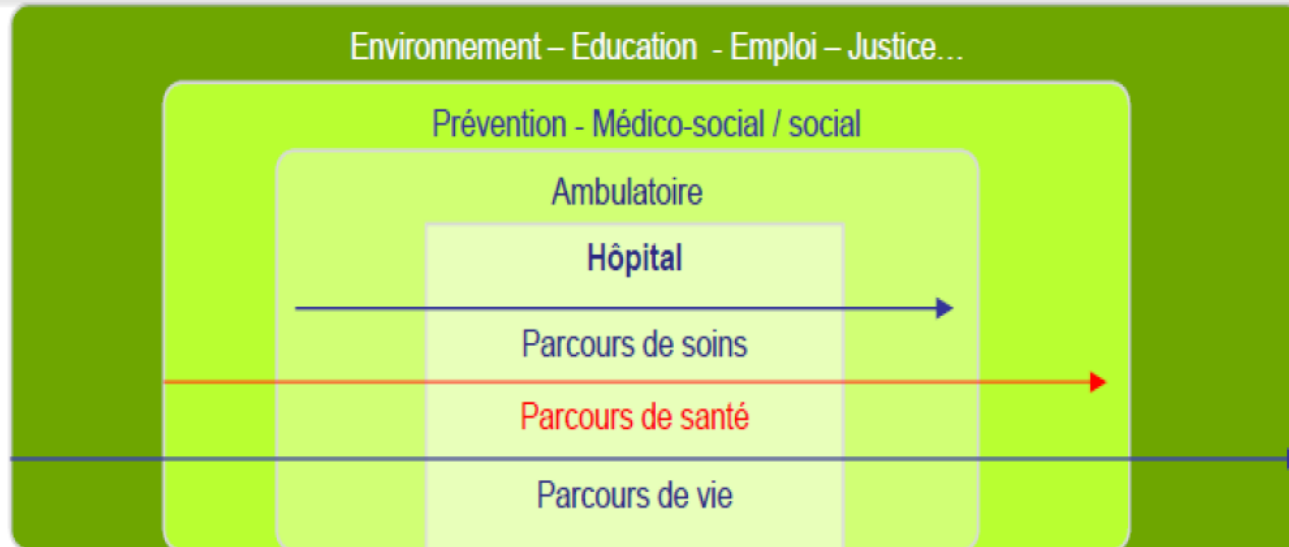 Environnement – Education - Emploi – Justice...
Prévention - Médico-social / social
Ambulatoire
Hôpital
Parcours de soins
Parcours de santé
Parcours de vie